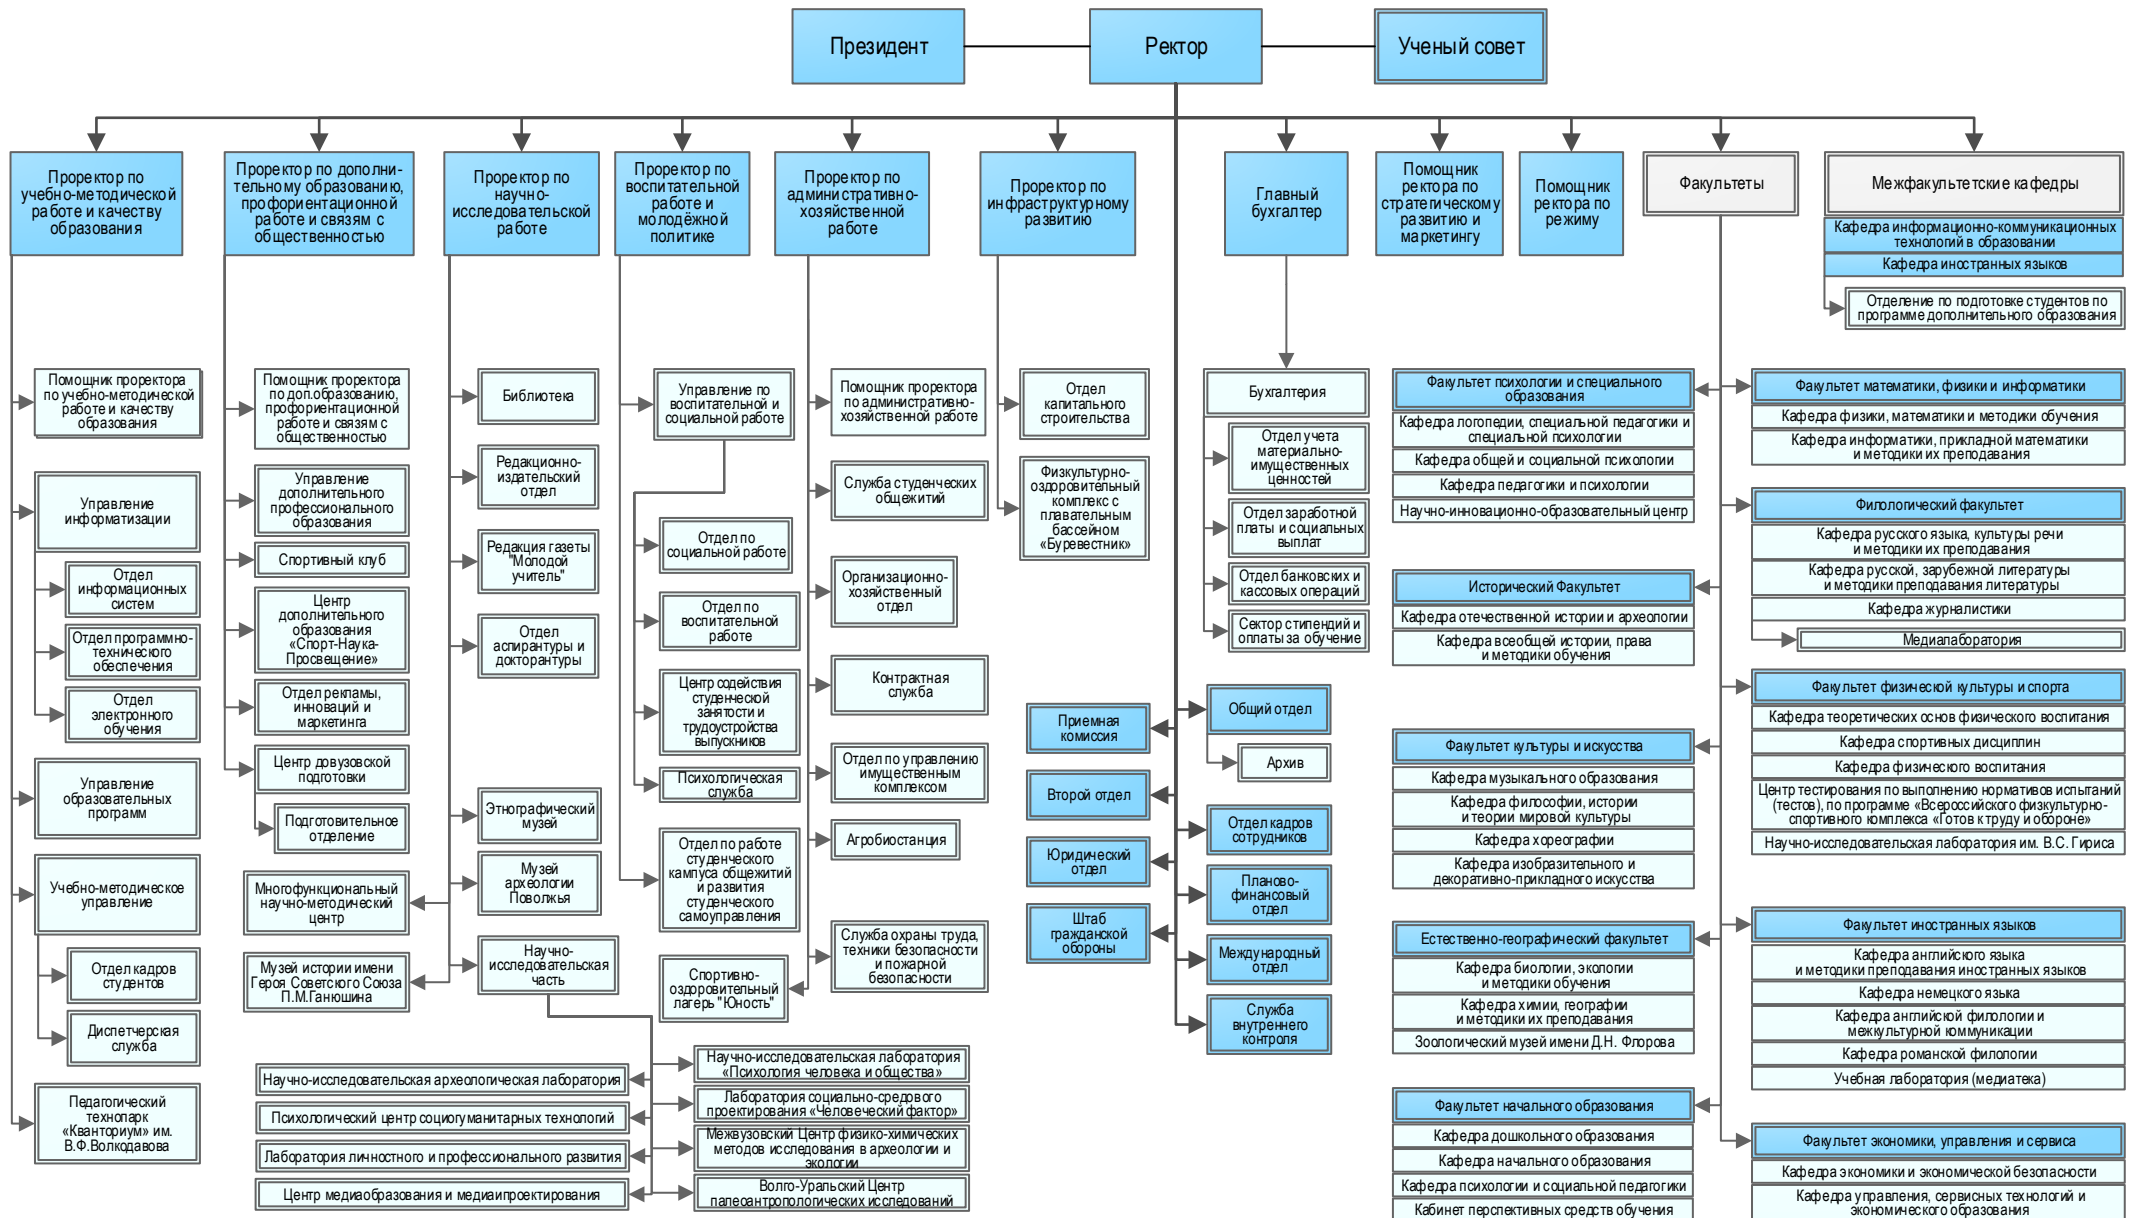 Президент
Ректор
Ученый совет
Проректор по
учебно-методической
работе и качеству
образования
Проректор по дополни-
тельному образованию,
профориентационной
работе и связям с
общественностью
Проректор по
научно-
исследовательской
работе
Проректор по
воспитательной
работе и
молодёжной
политике
Проректор по
административно-
хозяйственной
работе
Проректор по
инфраструктурному
развитию
Главный
бухгалтер
Помощник
ректора по
стратегическому
развитию и
маркетингу
Помощник
ректора по
режиму
Факультеты
Межфакультетские кафедры
Кафедра информационно-коммуникационных
технологий в образовании
Кафедра иностранных языков
Отделение по подготовке студентов по
программе дополнительного образования
Помощник проректора
по учебно-методической
работе и качеству
образования
Управление
информатизации
Отдел
информационных
систем
Отдел программно-
технического
обеспечения
Отдел
электронного
обучения
Управление
образовательных
программ
Учебно-методическое
управление
Отдел кадров
студентов
Диспетчерская
служба
Педагогический
технопарк
«Кванториум» им.
В.Ф.Волкодавова
Помощник проректора
по доп.образованию,
профориентационной
работе и связям с
общественностью
Управление
дополнительного
профессионального
образования
Спортивный клуб
Центр
дополнительного
образования
«Спорт-Наука-
Просвещение»
Отдел рекламы,
инноваций и
маркетинга
Центр довузовской
подготовки
Подготовительное
отделение
Многофункциональный
научно-методический
центр
Музей истории имени
Героя Советского Союза
П.М.Ганюшина
Библиотека
Редакционно-
издательский
отдел
Редакция газеты
"Молодой
учитель"
Отдел
аспирантуры и
докторантуры
Этнографический
музей
Музей
археологии
Поволжья
Научно-
исследовательская
часть
Научно-исследовательская археологическая лаборатория
Психологический центр социогуманитарных технологий
Лаборатория личностного и профессионального развития
Центр медиаобразования и медиапроектирования
Научно-исследовательская лаборатория
«Психология человека и общества»
Лаборатория социально-средового
проектирования «Человеческий фактор»
Межвузовский Центр физико-химических
методов исследования в археологии и
экологии
Волго-Уральский Центр
палеоантропологических исследований
Управление по
воспитательной и
социальной работе
Отдел по
социальной работе
Отдел по
воспитательной
работе
Центр содействия
студенческой
занятости и
трудоустройства
выпускников
Психологическая
служба
Отдел по работе
студенческого
кампуса общежитий
и развития
студенческого
самоуправления
Спортивно-
оздоровительный
лагерь "Юность"
Помощник проректора
по административно-
хозяйственной работе
Служба студенческих
общежитий
Организационно-
хозяйственный
отдел
Контрактная
служба
Отдел по управлению
имущественным
комплексом
Агробиостанция
Служба охраны труда,
техники безопасности
и пожарной
безопасности
Отдел
капитального
строительства
Физкультурно-
оздоровительный
комплекс с
плавательным
бассейном
«Буревестник»
Бухгалтерия
Отдел учета
материально-
имущественных
ценностей
Отдел заработной
платы и социальных
выплат
Отдел банковских и
кассовых операций
Сектор стипендий и
оплаты за обучение
Приемная
комиссия
Второй отдел
Юридический
отдел
Штаб
гражданской
обороны
Общий отдел
Архив
Отдел кадров
сотрудников
Планово-
финансовый
отдел
Международный
отдел
Служба
внутреннего
контроля
Факультет психологии и специального
образования
Кафедра логопедии, специальной педагогики и
специальной психологии
Кафедра общей и социальной психологии
Кафедра педагогики и психологии
Научно-инновационно-образовательный центр
Исторический Факультет
Кафедра отечественной истории и археологии
Кафедра всеобщей истории, права
и методики обучения
Факультет культуры и искусства
Кафедра музыкального образования
Кафедра философии, истории
и теории мировой культуры
Кафедра хореографии
Кафедра изобразительного и
декоративно-прикладного искусства
Естественно-географический факультет
Кафедра биологии, экологии
и методики обучения
Кафедра химии, географии
и методики их преподавания
Зоологический музей имени Д.Н. Флорова
Факультет начального образования
Кафедра дошкольного образования
Кафедра начального образования
Кафедра психологии и социальной педагогики
Кабинет перспективных средств обучения
Факультет математики, физики и информатики
Кафедра физики, математики и методики обучения
Кафедра информатики, прикладной математики
и методики их преподавания
Филологический факультет
Кафедра русского языка, культуры речи
и методики их преподавания
Кафедра русской, зарубежной литературы
и методики преподавания литературы
Кафедра журналистики
Медиалаборатория
Факультет физической культуры и спорта
Кафедра теоретических основ физического воспитания
Кафедра спортивных дисциплин
Кафедра физического воспитания
Центр тестирования по выполнению нормативов испытаний
(тестов), по программе «Всероссийского физкультурно-
спортивного комплекса «Готов к труду и обороне»
Научно-исследовательская лаборатория им. В.С. Гириса
Факультет иностранных языков
Кафедра английского языка
и методики преподавания иностранных языков
Кафедра немецкого языка
Кафедра английской филологии и
межкультурной коммуникации
Кафедра романской филологии
Учебная лаборатория (медиатека)
Факультет экономики, управления и сервиса
Кафедра экономики и экономической безопасности
Кафедра управления, сервисных технологий и
экономического образования